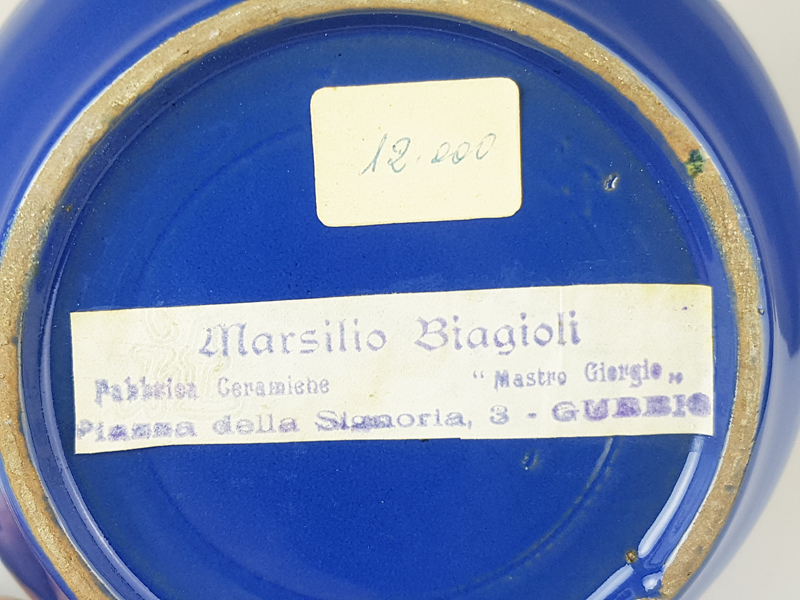 12.000
Marsilio Biagioli
Fabbrica Ceramiche "Mastro Giorgio„
Piazza della Signoria, 3 - GUBBIO